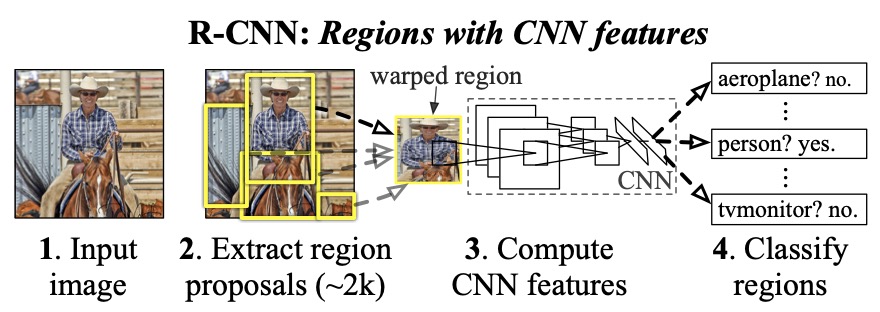 R-CNN: Regions with CNN features
warped region
aeroplane? no.
⋮
person? yes.
⋮
tvmonitor? no.
CNN
1. Input
image
2. Extract region
proposals (~2k)
3. Compute
CNN features
4. Classify
regions